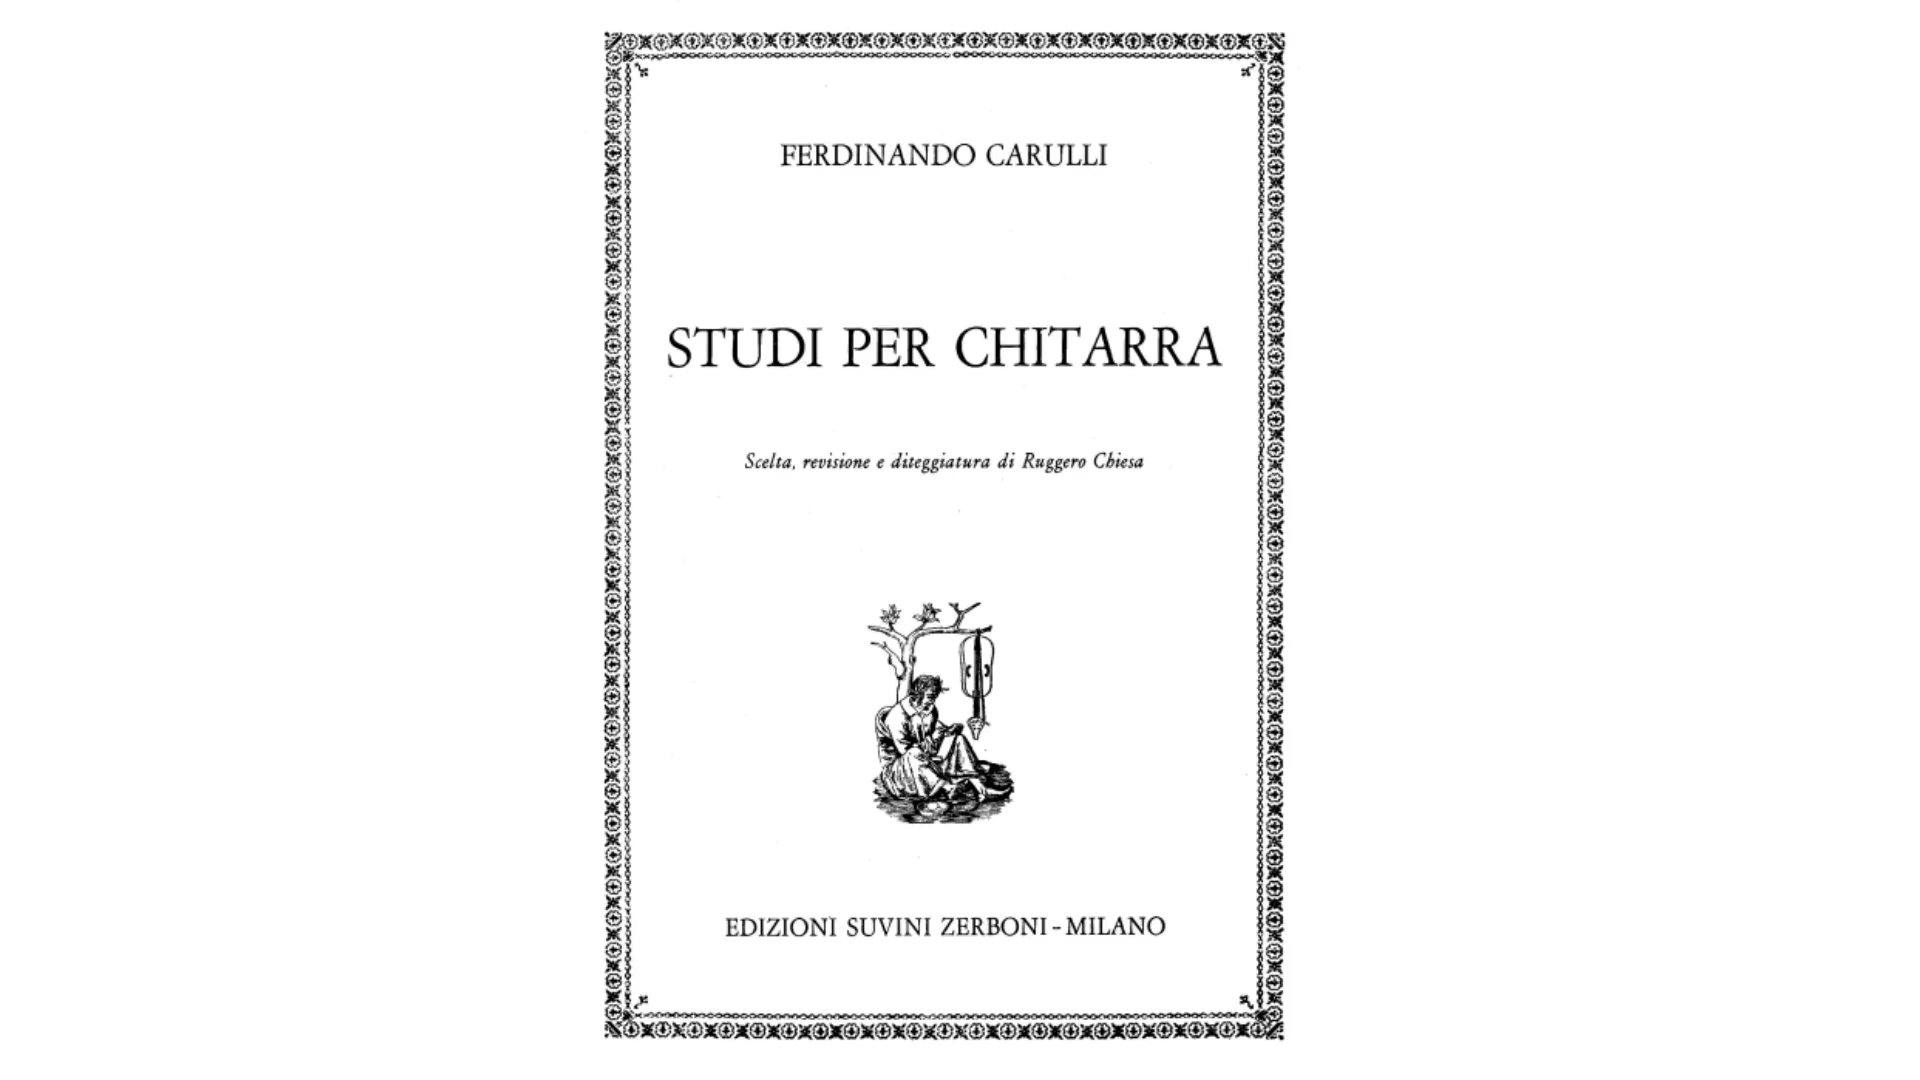 FERDINANDO CARULLI
STUDI PER CHITARRA
Scelta, revisione e diteggiatura di Ruggero Chiesa
EDIZIONI SUVINI ZERBONI - MILANO